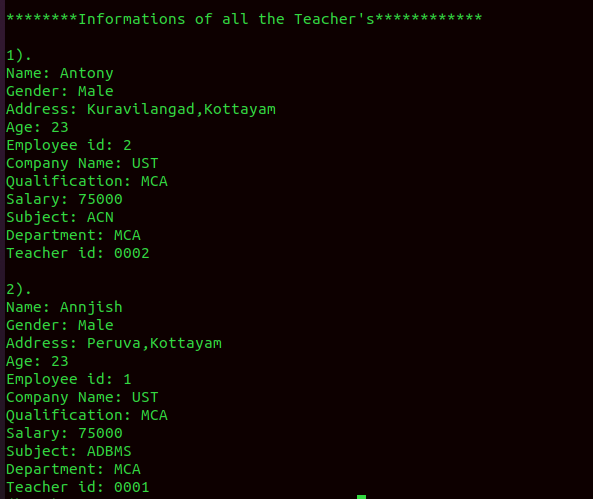 ********Informations of all the Teacher's************
1).
Name: Antony
Gender: Male
Address: Kuravilangad,Kottayam
Age: 23
Employee id: 2
Company Name: UST
Qualification: MCA
Salary: 75000
Subject: ACN
Department: MCA
Teacher id: 0002
2).
Name: Annjish
Gender: Male
Address: Peruva,Kottayam
Age: 23
Employee id: 1
Company Name: UST
Qualification: MCA
Salary: 75000
Subject: ADBMS
Department: MCA
Teacher id: 0001